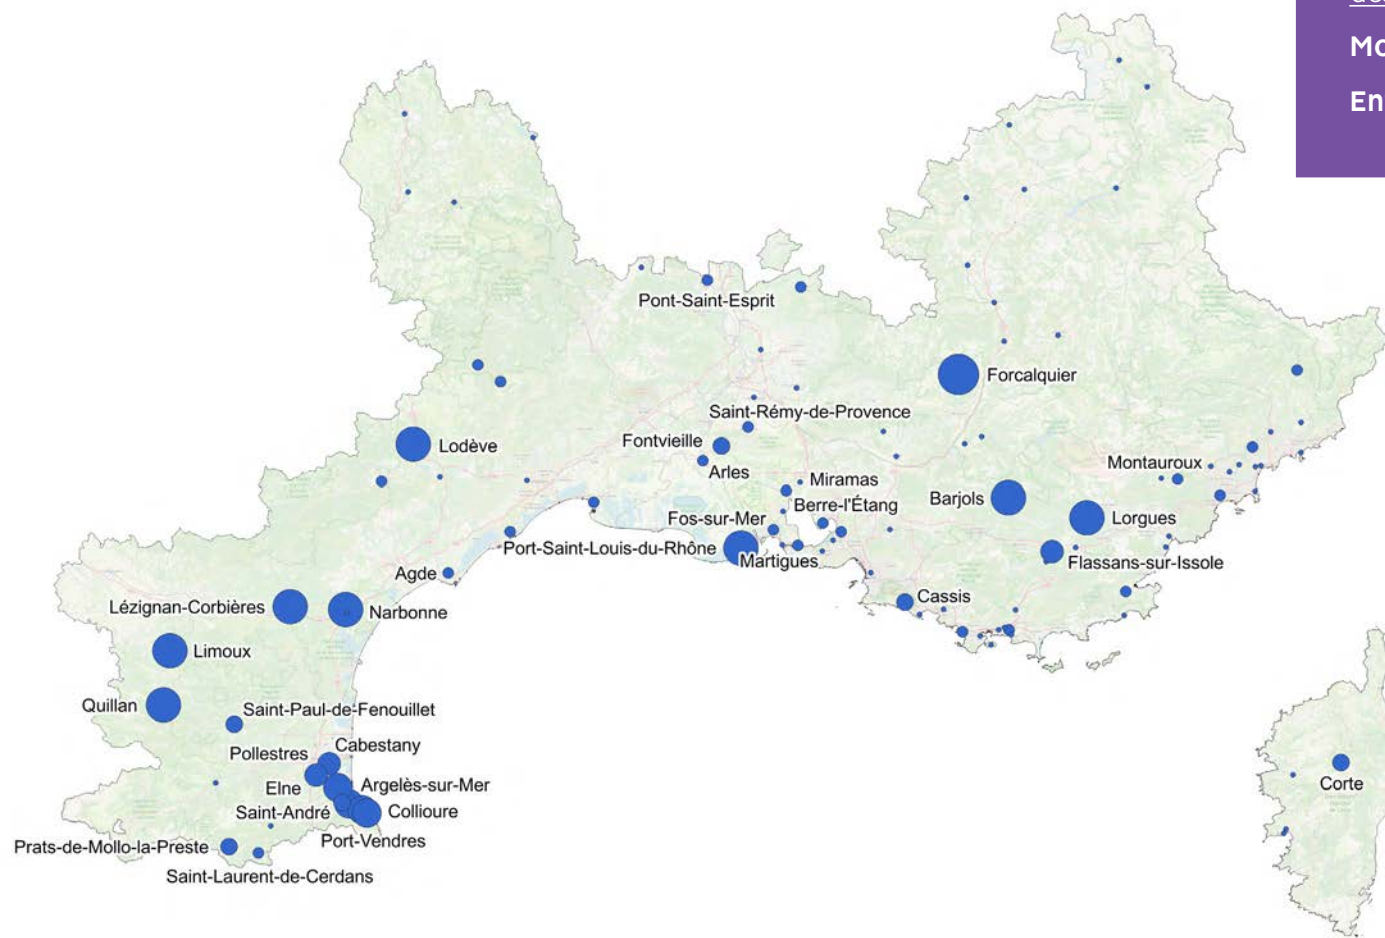 Mo
En
Pont-Saint-Esprit
Forcalquier
Saint-Rémy-de-Provence
Fontvieille
Lodève
Arles
Montauroux
Miramas
Barjols
Berre-l'Étang
Fos-sur-Mer
Lorgues
Port-Saint-Louis-du-Rhône
Martigues
Flassans-sur-Issole
Agde
Cassis
Lézignan-Corbières
Narbonne
Limoux
Quillan
Saint-Paul-de-Fenouillet
Cabestany
Pollestres
Elne
Argelès-sur-Mer
Saint-André
Collioure
Port-Vendres
Corte
Prats-de-Mollo-la-Preste
Saint-Laurent-de-Cerdans